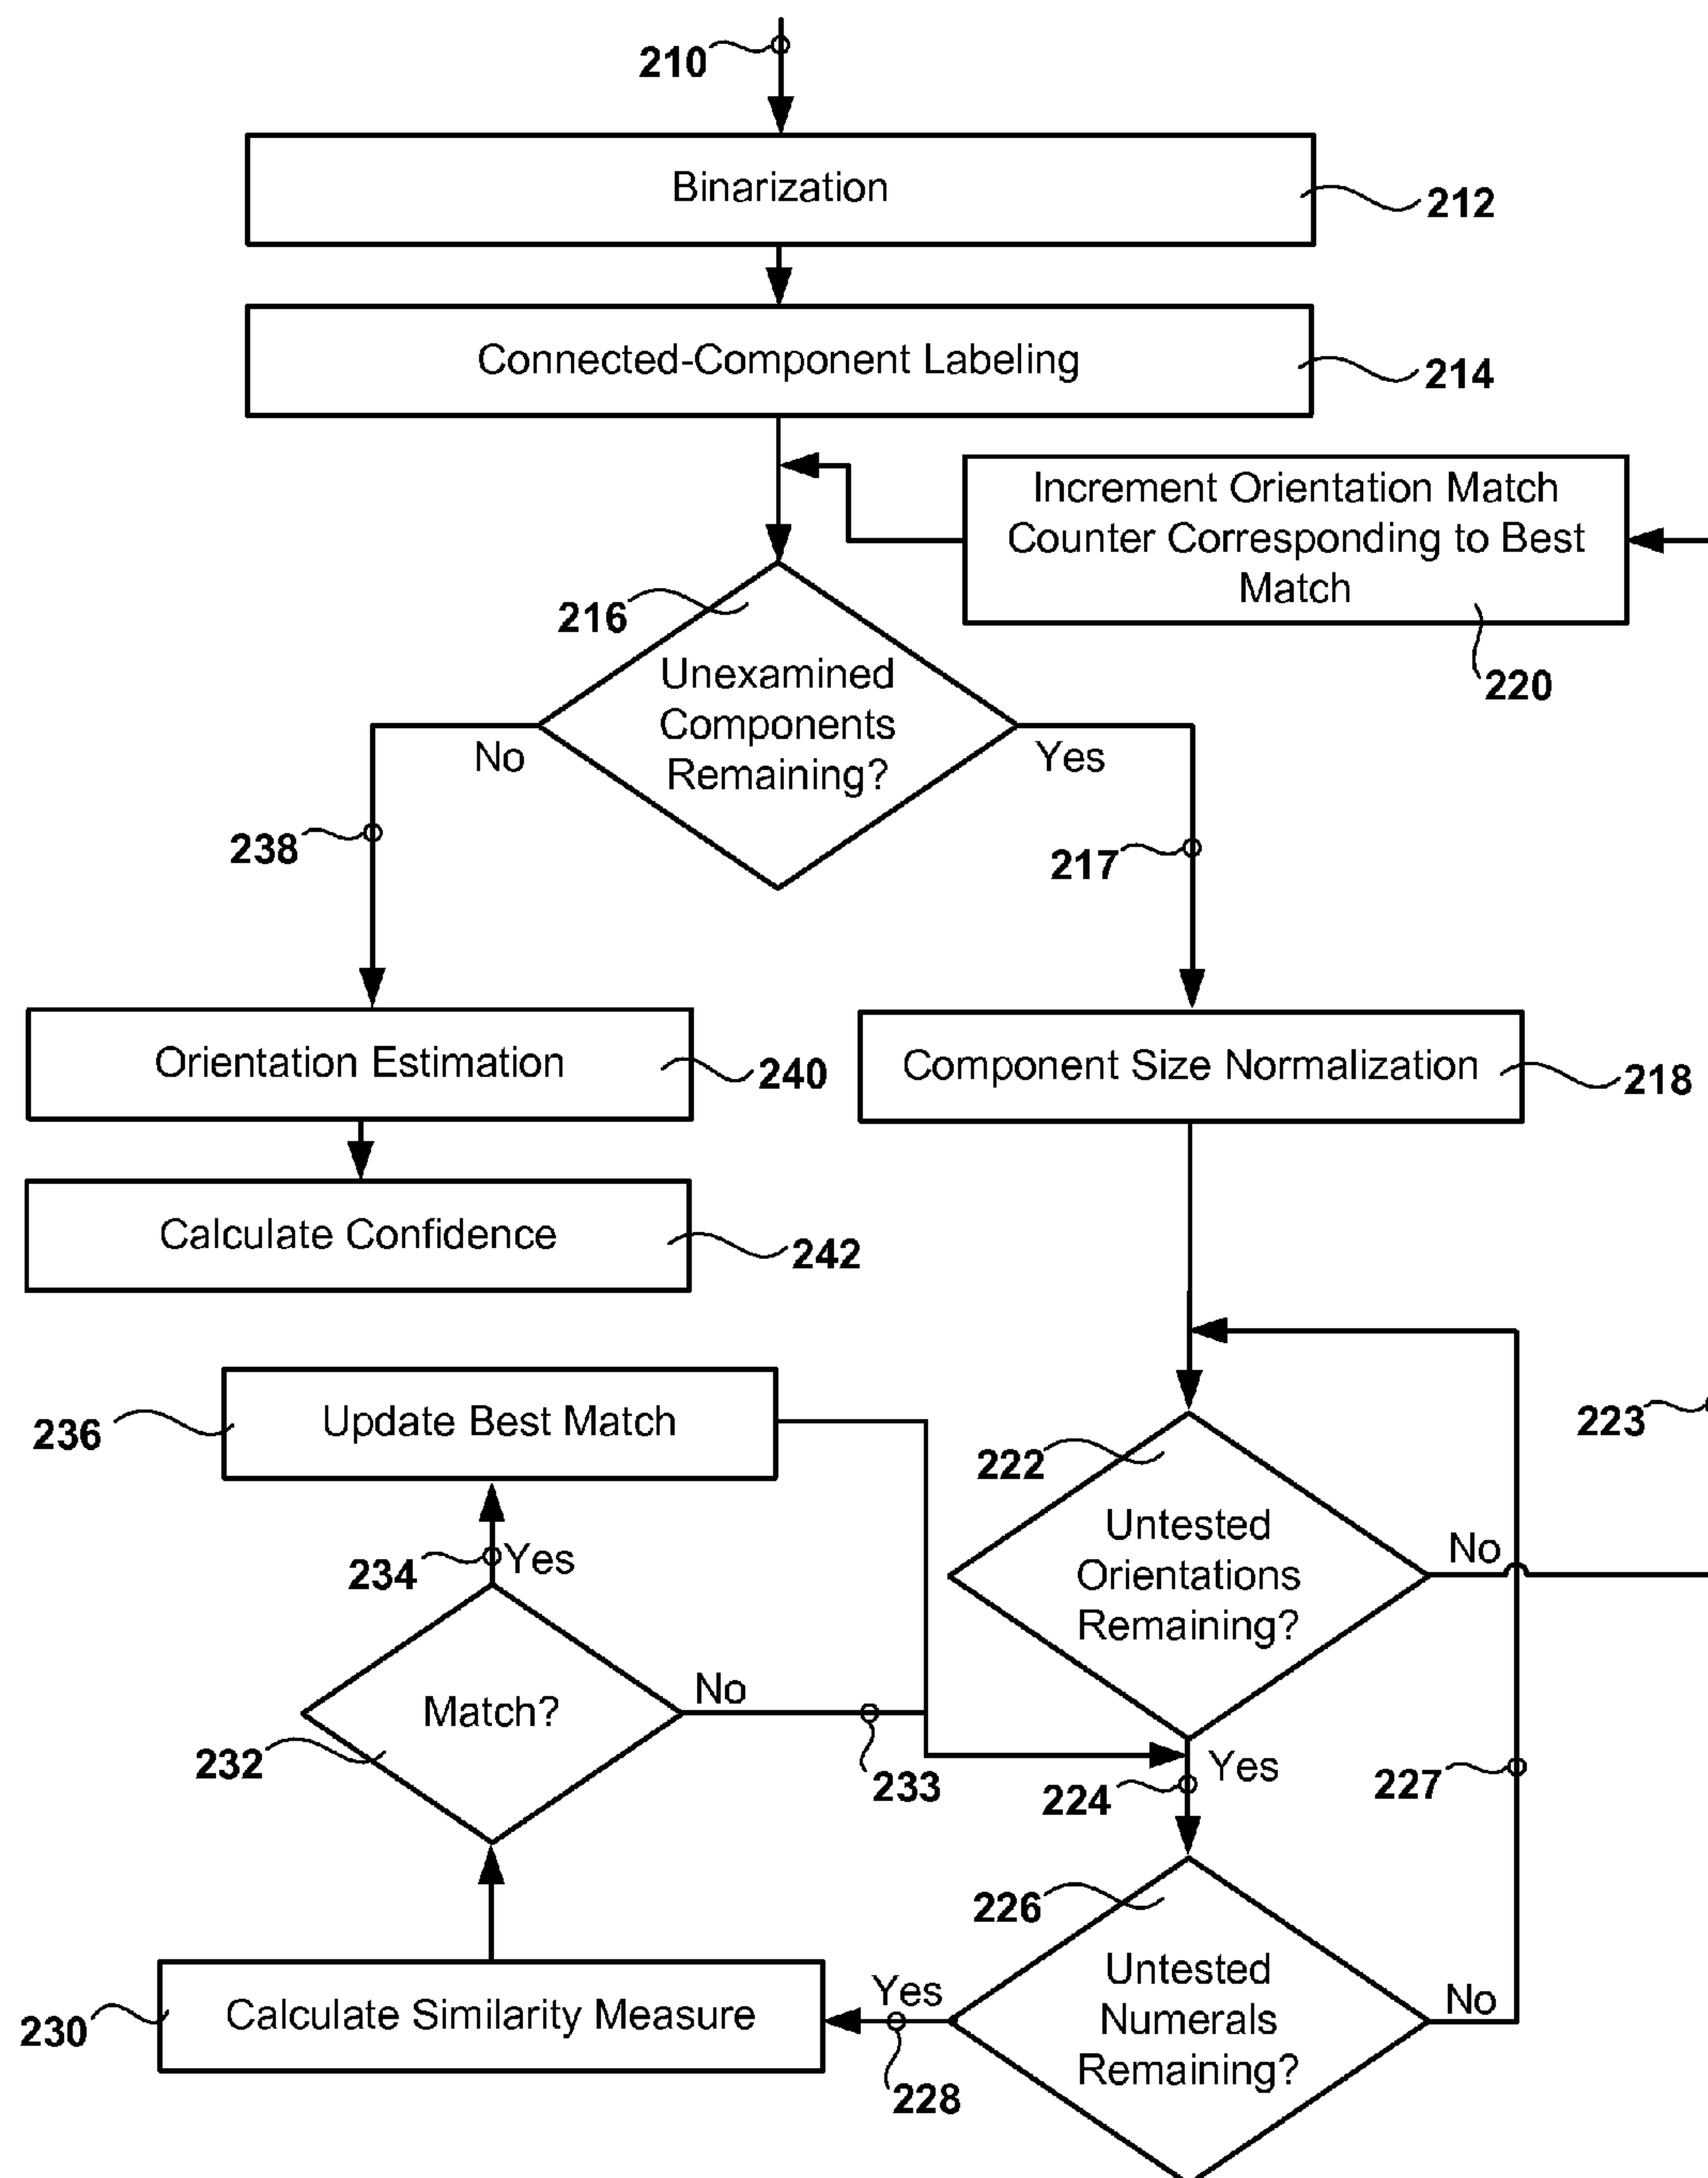 210
Binarization
212
Connected-Component Labeling
214
Increment Orientation Match
Counter Corresponding to Best
Match
220
216
Unexamined
Components
Remaining?
No
Yes
238
217
Orientation Estimation
240
Component Size Normalization
218
Calculate Confidence
242
236
Update Best Match
223
222
Untested
Orientations
Remaining?
No
234
Yes
Match?
No
232
233
Yes
224
227
226
Untested
Numerals
Remaining?
No
Yes
230
Calculate Similarity Measure
228